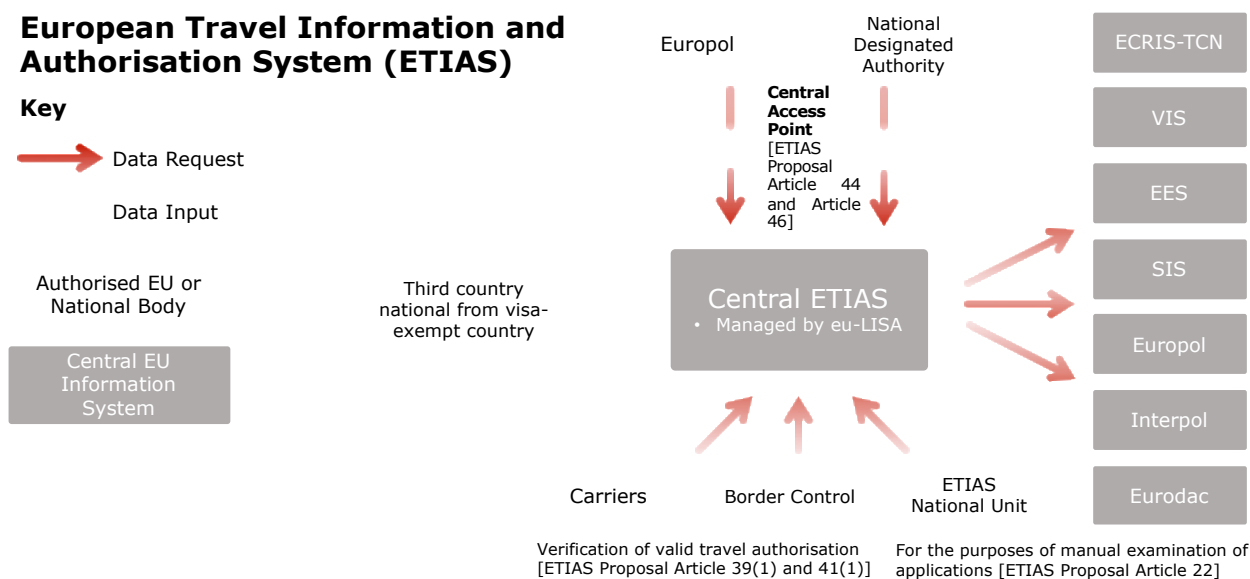 European Travel Information and
Authorisation System (ETIAS)
Key
Data Request
Data Input
Authorised EU or
National Body
Central EU
Information
System
Third country
national from visa-
exempt country
Europol
National
Designated
Authority
Central
Access
Point
[ETIAS
Proposal
Article 44
and Article
46]
Central ETIAS
• Managed by eu-LISA
Carriers
Border Control
ETIAS
National Unit
Verification of valid travel authorisation
[ETIAS Proposal Article 39(1) and 41(1)]
For the purposes of manual examination of
applications [ETIAS Proposal Article 22]
ECRIS-TCN
VIS
EES
SIS
Europol
Interpol
Eurodac